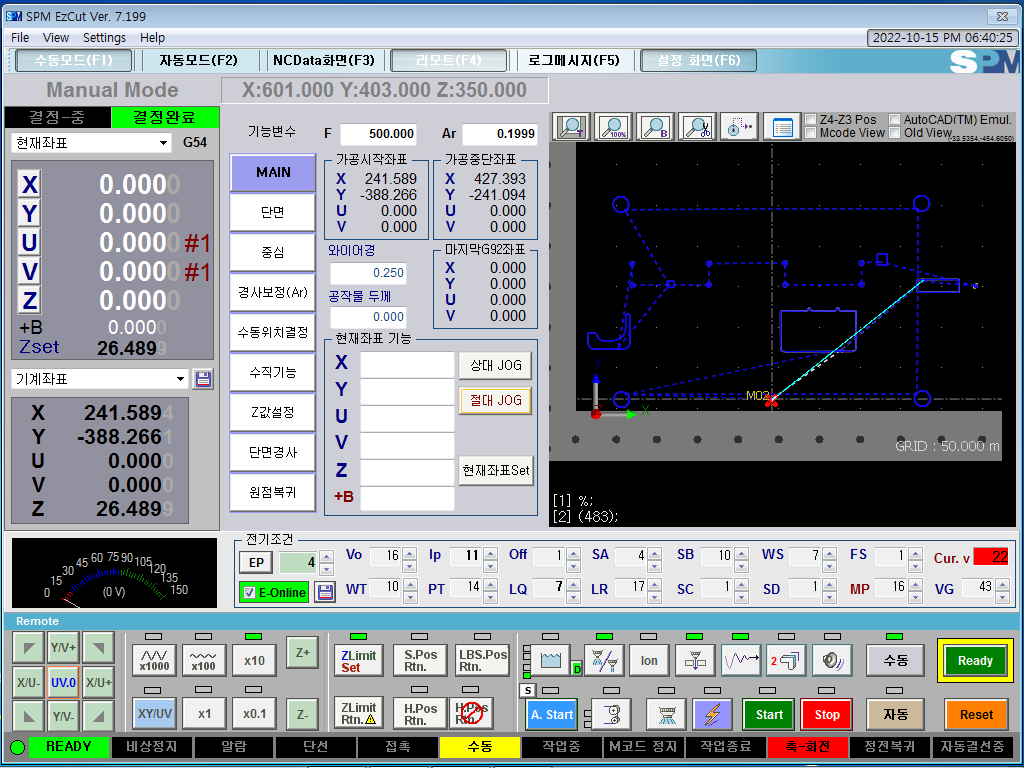 SPM EzCut Ver. 7.199
File View Settings Help
2022-10-15 PM 06:40:25
수동모드(F1) 자동모드(F2) NCData화면(F3) 리모트(F4) 로그메시지(F5) 설정 화면(F6) SPM
Manual Mode X:601.000 Y:403.000 Z:350.000
결정-중 결정완료
현재좌표 G54
X 0.0000
Y 0.0000
U 0.0000 #1
V 0.0000 #1
Z 0.0000
+B 0.0000
Zset 26.4899
기계좌표
X 241.5894
Y -388.2661
U 0.0000
V 0.0000
Z 26.4899
기능변수 F 500.000 Ar 0.1999
MAIN
단면
중심
경사보정(Ar)
수동위치결정
수직기능
Z값설정
단면경사
원점복귀
가공시작좌표
X 241.589
Y -388.266
U 0.000
V 0.000
가공중단좌표
X 427.393
Y -241.094
U 0.000
V 0.000
와이어경
0.250
공작물 두께
0.000
마지막G92좌표
X 0.000
Y 0.000
U 0.000
V 0.000
현재좌표 기능
X
Y
U
V
Z
+B
상대 JOG
절대 JOG
현재좌표Set
T 100% B
Z4-Z3 Pos AutoCAD(TM) Emul.
Mcode View Old View
-33.5354,-454.6050)
M02
Y
X
GRID : 50.000 m
[1] %;
[2] (483);
0 15 30 45 60 75 90 105 120 135 150
(0 V)
전기조건
EP 4 Vo 16 Ip 11 Off 1 SA 4 SB 10 WS 7 FS 1 Cur. v 22
E-Online WT 10 PT 14 LQ 7 LR 17 SC 1 SD 1 MP 16 VG 43
Remote
Y/V+
X/U- UV.0 X/U+
Y/V-
x1000 x100 x10 Z+
XY/UV x1 x0.1 Z-
ZLimit Set S.Pos Rtn. LBS.Pos Rtn.
ZLimit Rtn. H.Pos Rtn. H.Pos Rtn.
D Ion 2 수동 Ready
S A. Start Start Stop 자동 Reset
READY 비상정지 알람 단선 접촉 수동 작업중 M코드 정지 작업종료 축-회전 정전복귀 자동결선중